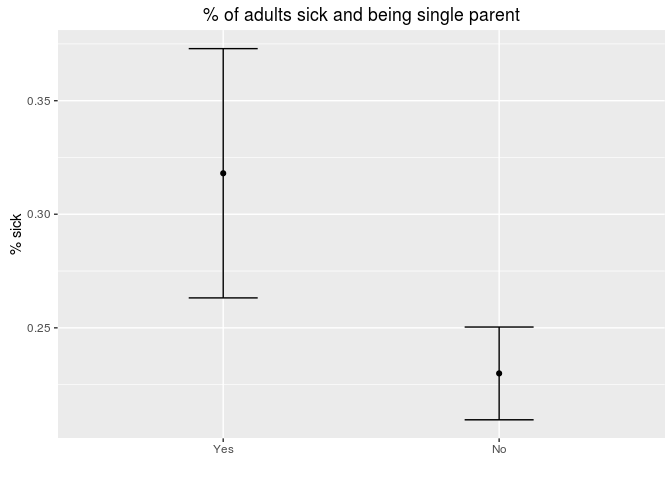 % of adults sick and being single parent
% sick
0.35
0.30
0.25
Yes
No